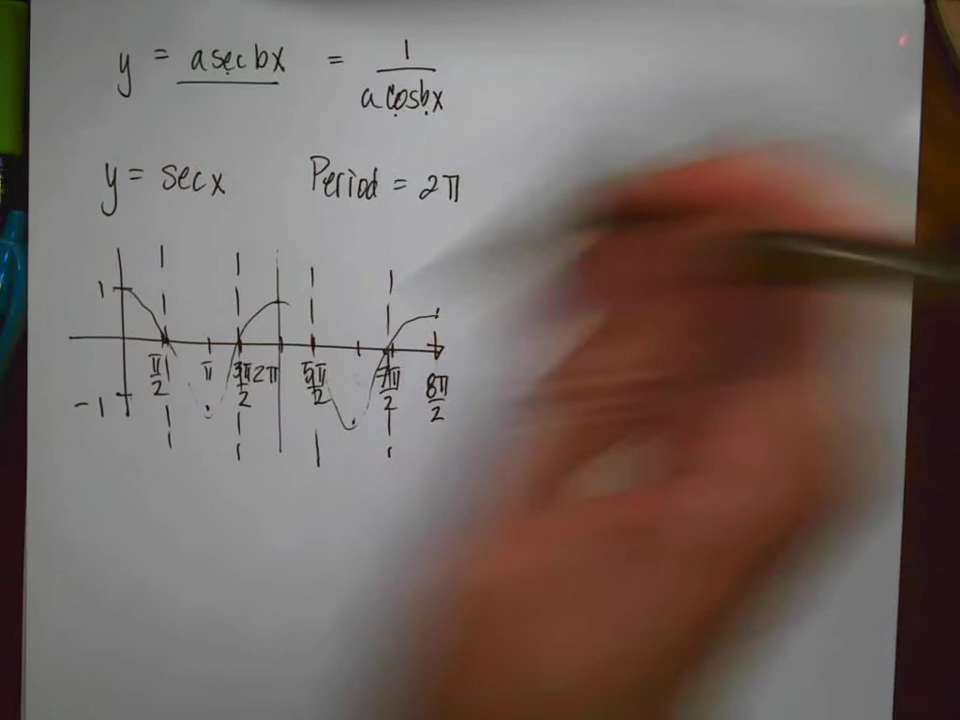 y = a sec bx = 1/(a cos bx)
y = sec x Period = 2π
1
π/2 π 3π/2 2π 5π/2 7π/2 8π/2
-1